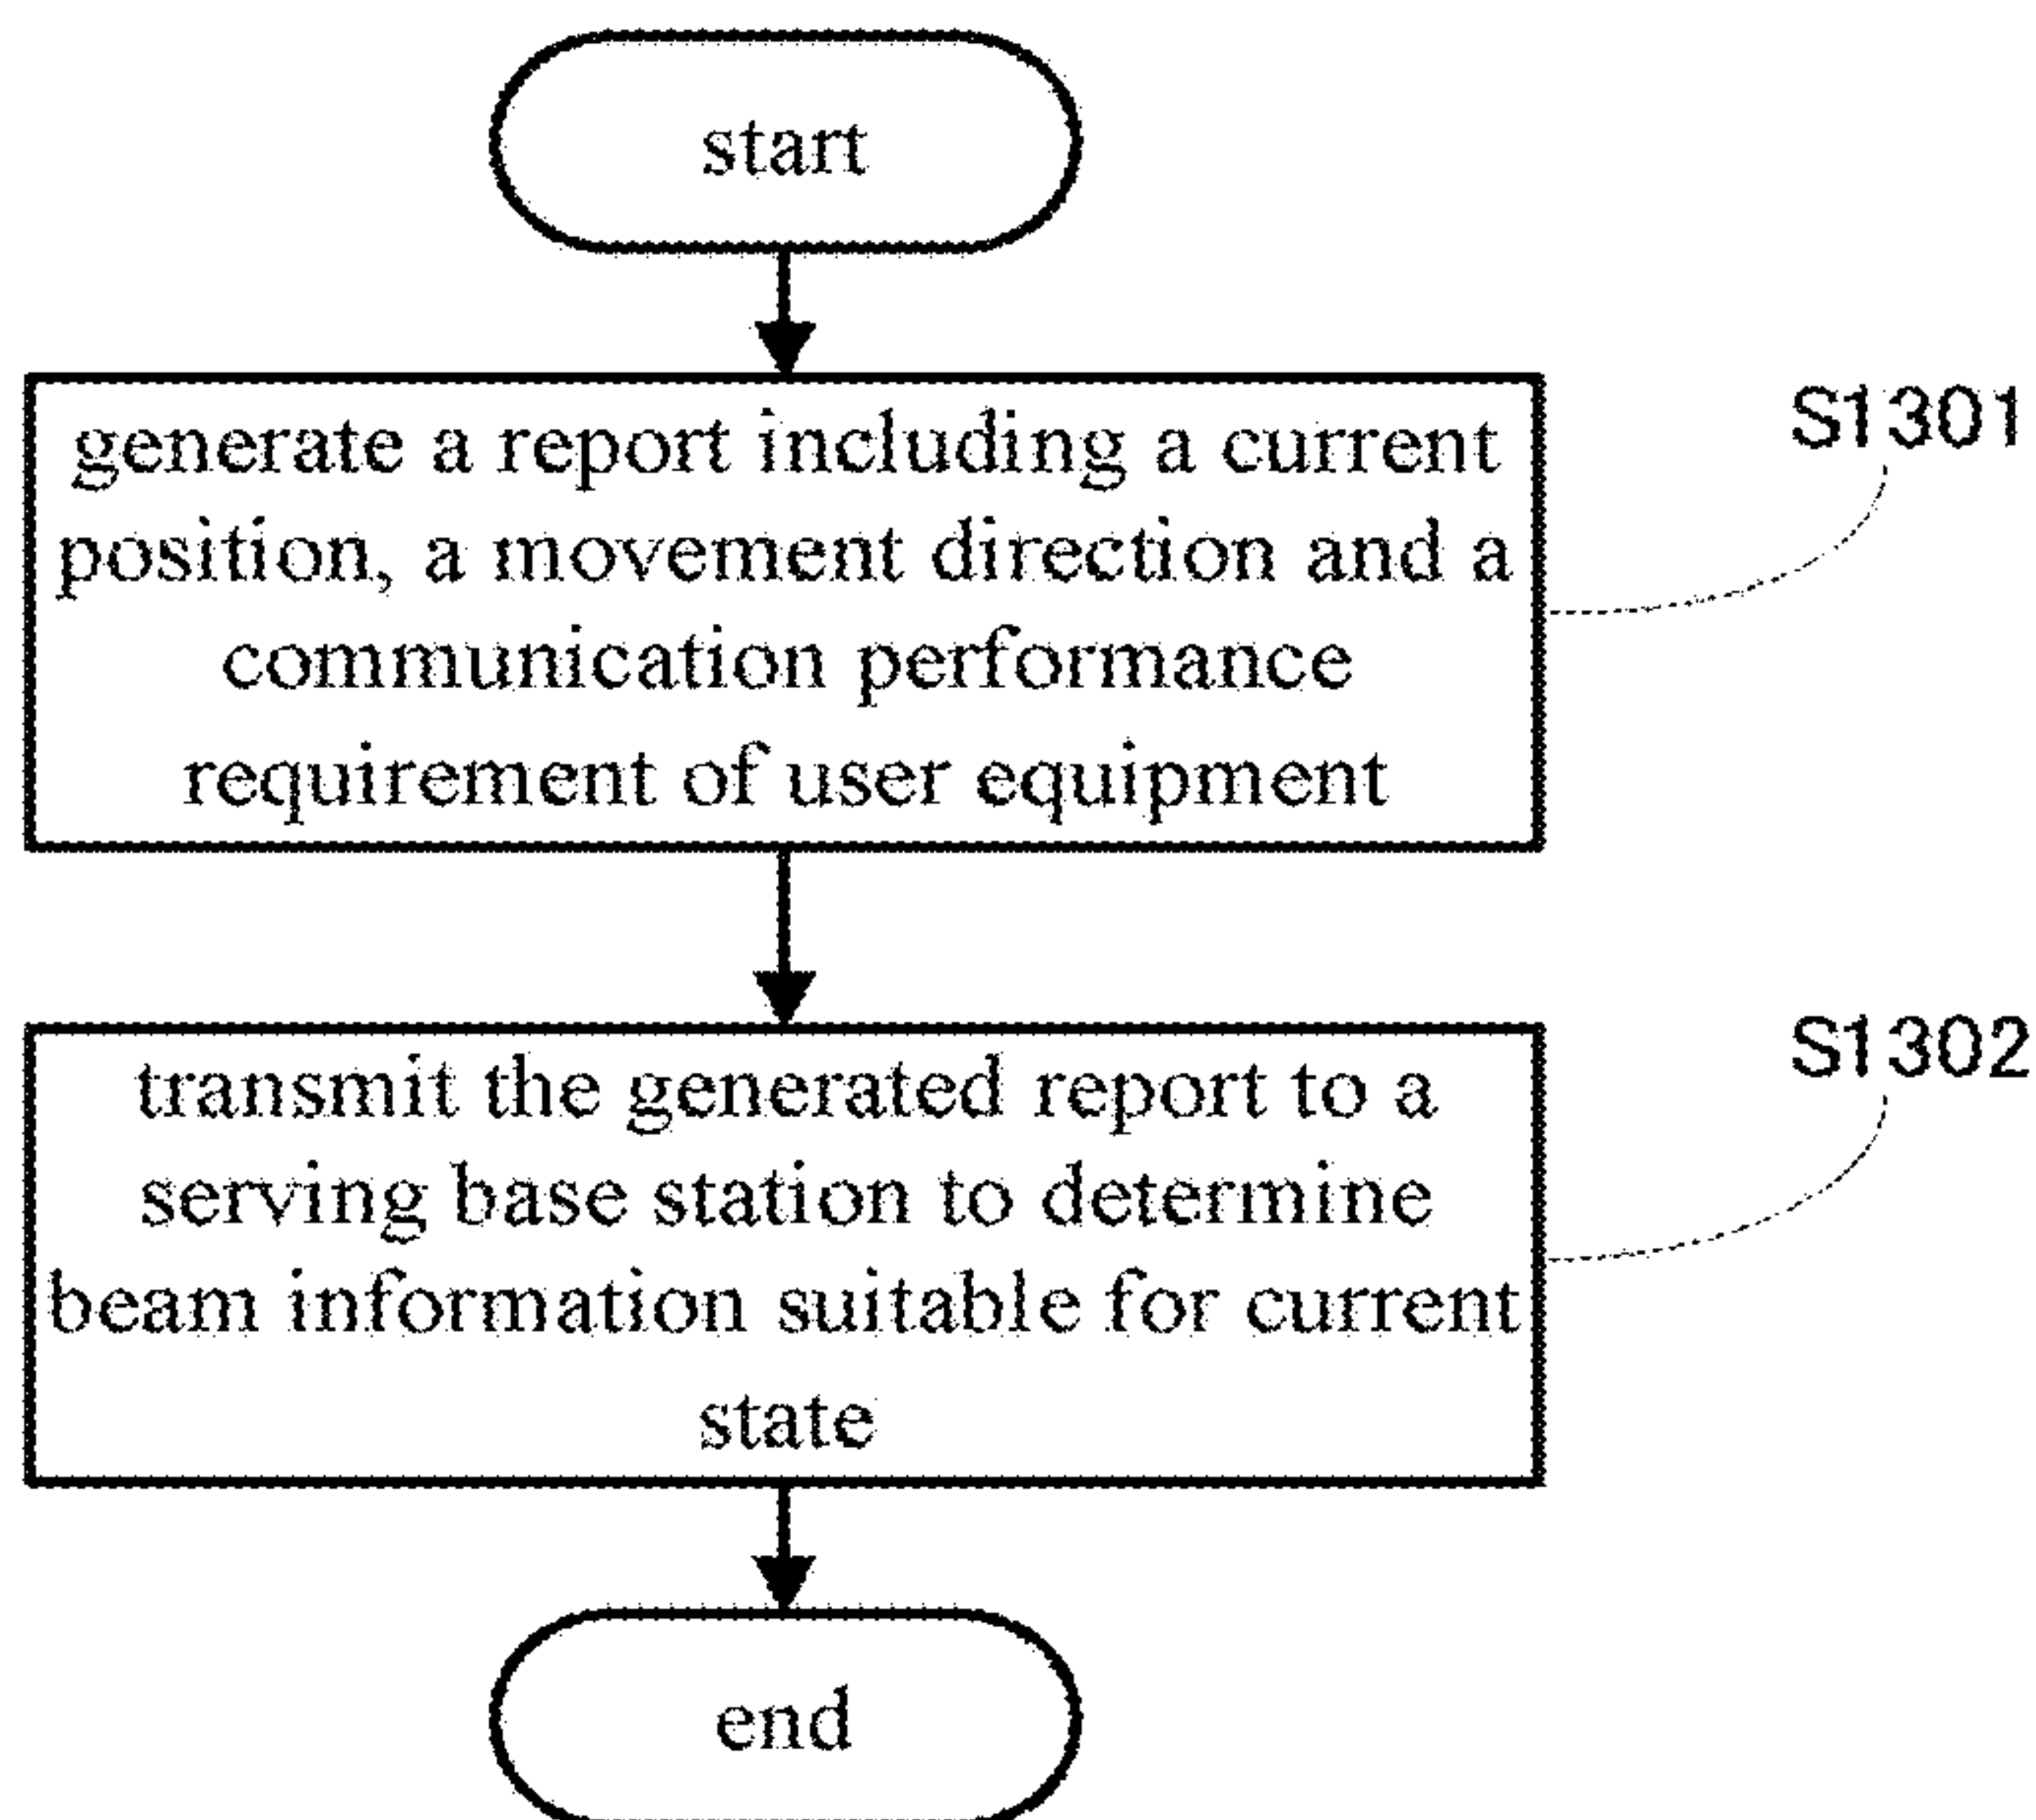 start
generate a report including a current
S1301
position, a movement direction and a
communication performance
requirement of user equipment
transmit the generated report to a
S1302
serving base station to determine
beam information suitable for current
state
end